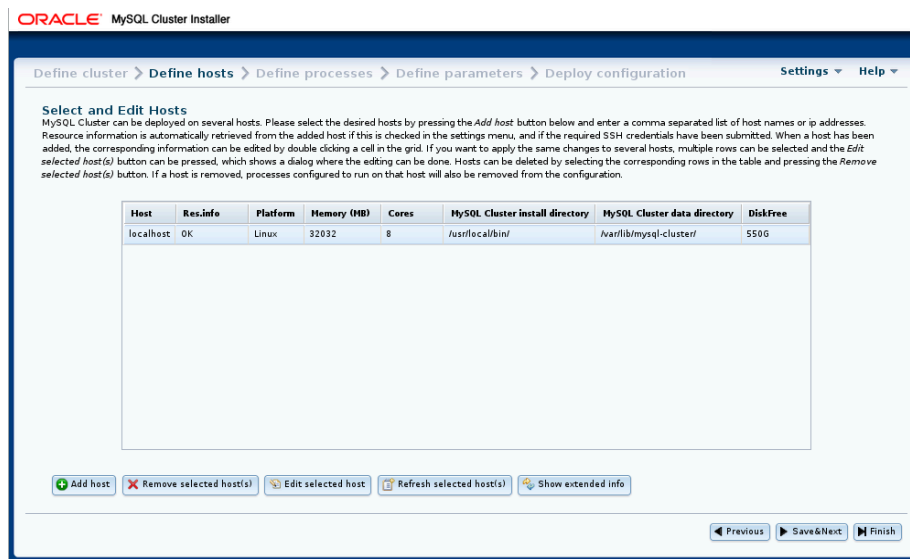 ORACLE® MySQL Cluster Installer
Define cluster > Define hosts > Define processes > Define parameters > Deploy configuration Settings Help
Select and Edit Hosts
MySQL Cluster can be deployed on several hosts. Please select the desired hosts by pressing the Add host button below and enter a comma separated list of host names or ip addresses.
Resource information is automatically retrieved from the added host if this is checked in the settings menu, and if the required SSH credentials have been submitted. When a host has been
added, the corresponding information can be edited by double clicking a cell in the grid. If you want to apply the same changes to several hosts, multiple rows can be selected and the Edit
selected host(s) button can be pressed, which shows a dialog where the editing can be done. Hosts can be deleted by selecting the corresponding rows in the table and pressing the Remove
selected host(s) button. If a host is removed, processes configured to run on that host will also be removed from the configuration.
Host Res.info Platform Memory (MB) Cores MySQL Cluster install directory MySQL Cluster data directory DiskFree
localhost OK Linux 32032 8 /usr/local/bin/ /var/lib/mysql-cluster/ 550G
Add host Remove selected host(s) Edit selected host Refresh selected host(s) Show extended info
Previous Save&Next Finish